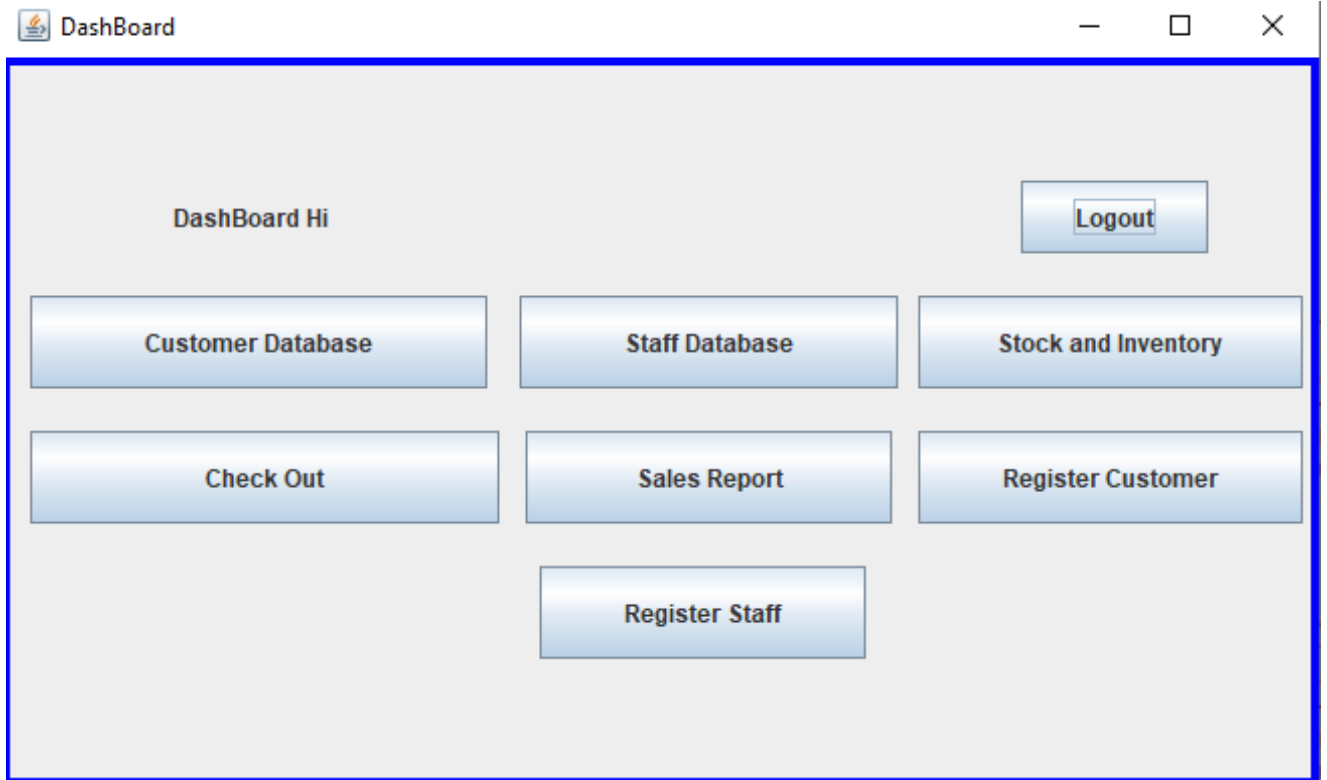 DashBoard
DashBoard Hi
Logout
Customer Database
Staff Database
Stock and Inventory
Check Out
Sales Report
Register Customer
Register Staff